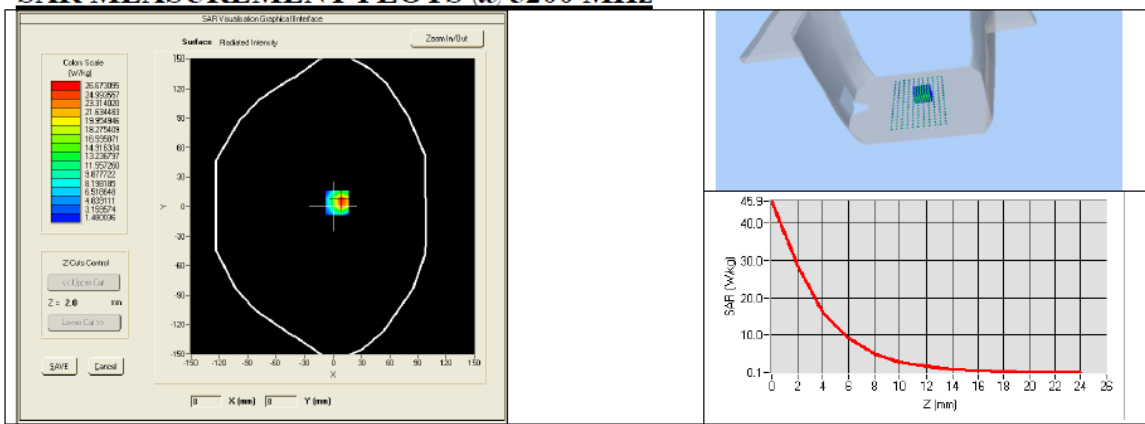 SAR MEASUREMENT PLOTS @ 5200 MHz
SAR Visualisation Graphical Interface
Surface Radiated Intensity
Zoom In/Out
Colors Scale
(W/kg)
26.673095
24.993557
23.314020
21.634483
19.954946
18.275409
16.595871
14.916334
13.236797
11.557260
9.877722
8.198185
6.518648
4.839111
3.159574
1.480036
Z-Cuts Control
<< Upper Cut
Z = 2.0 mm
Lower Cut >>
SAVE
Cancel
150
120
90
60
30
0
-30
-60
-90
-120
-150
Y
-150 -120 -90 -60 -30 0 30 60 90 120 150
X
8 X (mm) 8 Y (mm)
45.9
40.0
30.0
20.0
10.0
0.1
SAR (W/kg)
0 2 4 6 8 10 12 14 16 18 20 22 24 26
Z (mm)